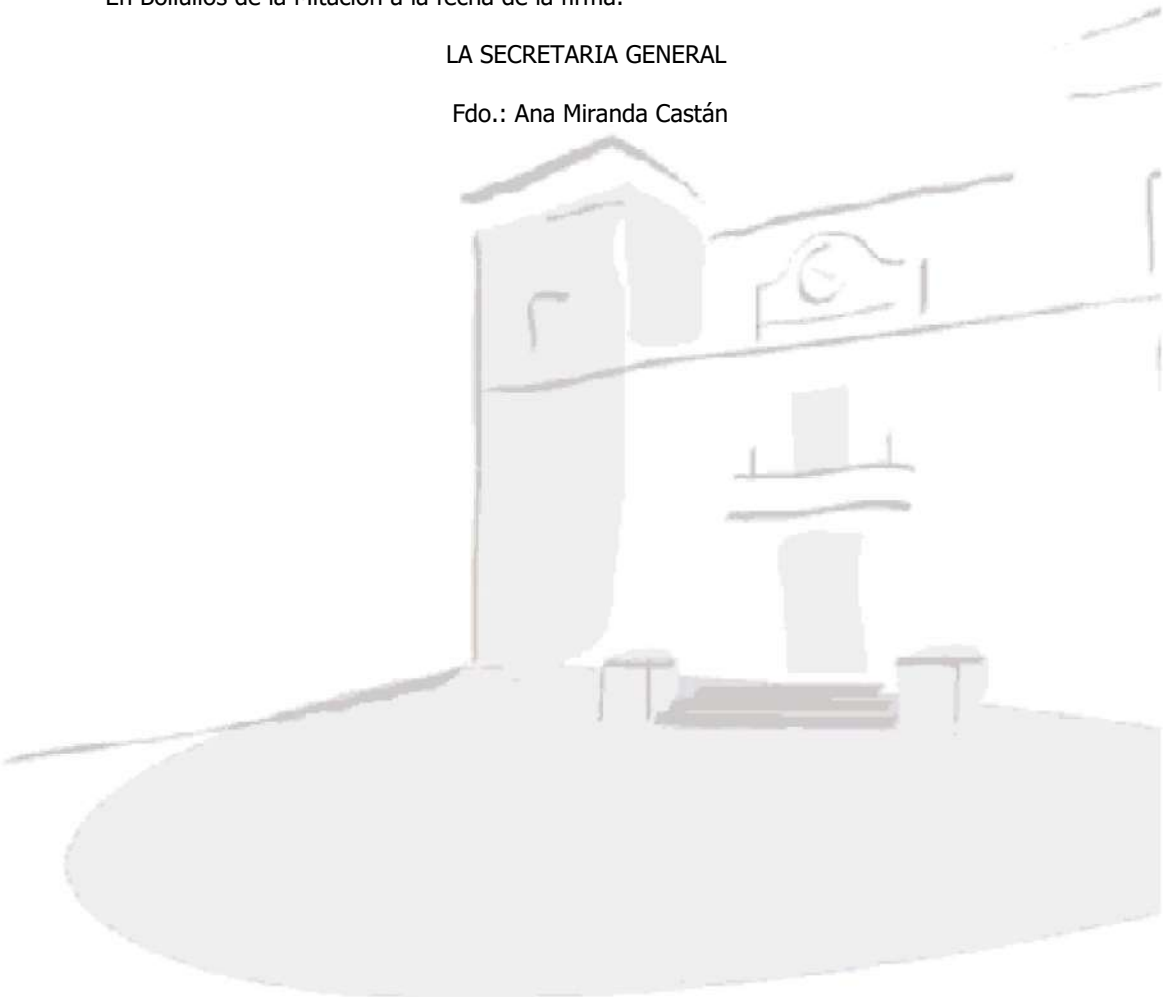 En Bollullos de la Mitación a la fecha de la firma.
LA SECRETARIA GENERAL
Fdo.: Ana Miranda Castán